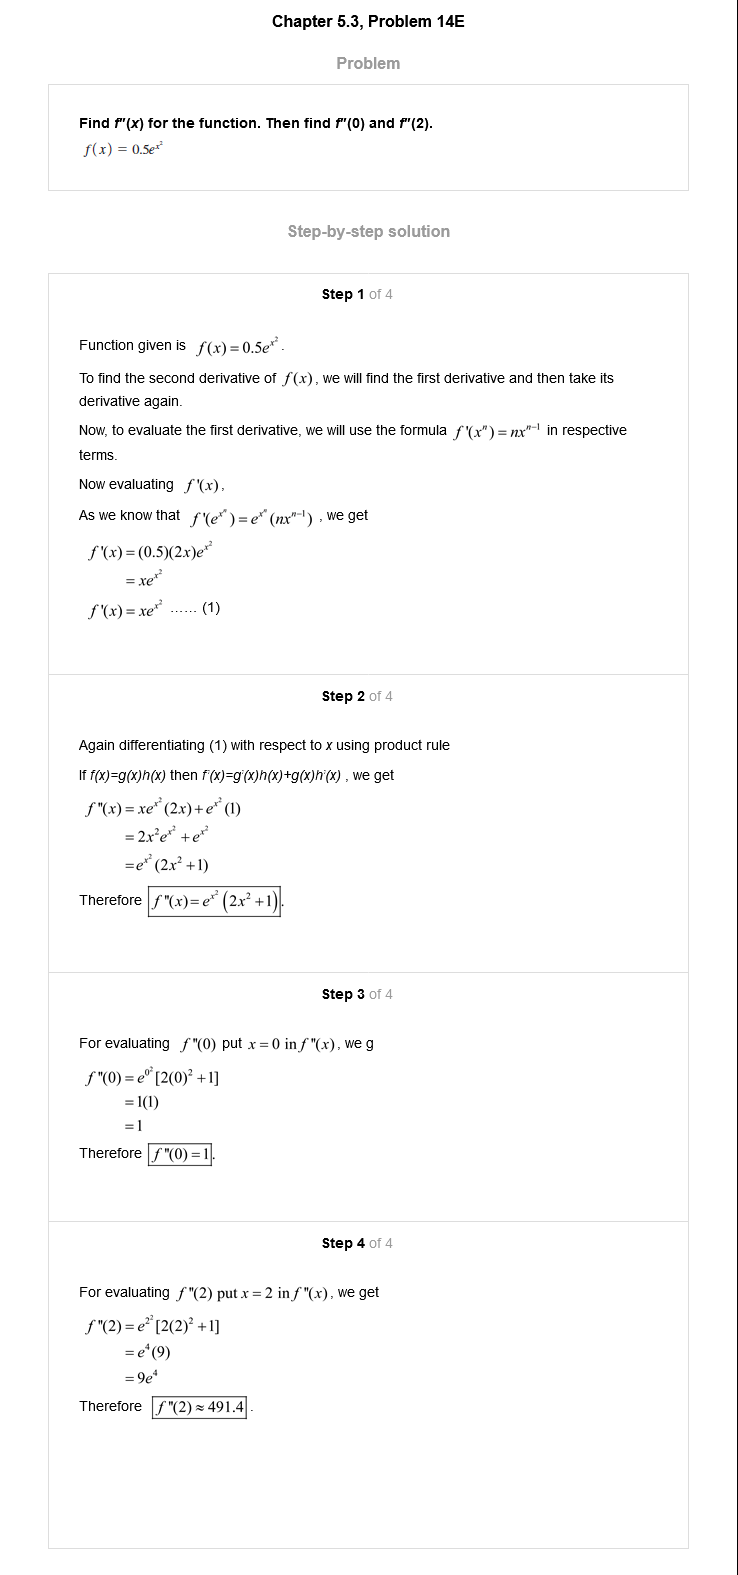 Chapter 5.3, Problem 14E
Problem
Find f″(x) for the function. Then find f″(0) and f″(2).
f(x) = 0.5e^{x^2}
Step-by-step solution
Step 1 of 4
Function given is f(x) = 0.5e^{x^2}.
To find the second derivative of f(x), we will find the first derivative and then take its
derivative again.
Now, to evaluate the first derivative, we will use the formula f'(x^n) = nx^{n-1} in respective
terms.
Now evaluating f'(x),
As we know that f'(e^{x^n}) = e^{x^n}(nx^{n-1}) , we get
f'(x) = (0.5)(2x)e^{x^2}
= xe^{x^2}
f'(x) = xe^{x^2} ...... (1)
Step 2 of 4
Again differentiating (1) with respect to x using product rule
If f(x)=g(x)h(x) then f'(x)=g'(x)h(x)+g(x)h'(x) , we get
f"(x) = xe^{x^2}(2x) + e^{x^2}(1)
= 2x^2e^{x^2} + e^{x^2}
= e^{x^2}(2x^2 + 1)
Therefore f"(x) = e^{x^2}(2x^2 + 1).
Step 3 of 4
For evaluating f"(0) put x = 0 in f"(x), we g
f"(0) = e^{0^2}[2(0)^2 + 1]
= 1(1)
= 1
Therefore f"(0) = 1.
Step 4 of 4
For evaluating f"(2) put x = 2 in f"(x), we get
f"(2) = e^{2^2}[2(2)^2 + 1]
= e^4(9)
= 9e^4
Therefore f"(2) ≈ 491.4 .